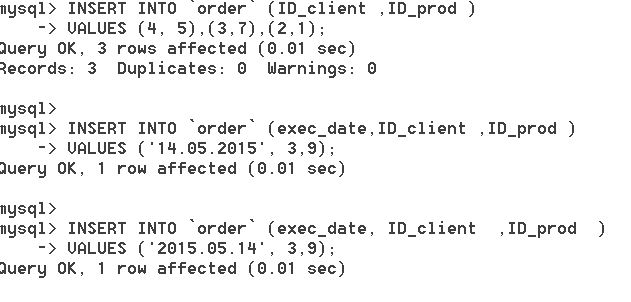 mysql> INSERT INTO `order` (ID_client ,ID_prod )
-> VALUES (4, 5),(3,7),(2,1);
Query OK, 3 rows affected (0.01 sec)
Records: 3  Duplicates: 0  Warnings: 0
mysql>
mysql> INSERT INTO `order` (exec_date,ID_client ,ID_prod )
-> VALUES ('14.05.2015', 3,9);
Query OK, 1 row affected (0.01 sec)
mysql>
mysql> INSERT INTO `order` (exec_date, ID_client  ,ID_prod  )
-> VALUES ('2015.05.14', 3,9);
Query OK, 1 row affected (0.01 sec)